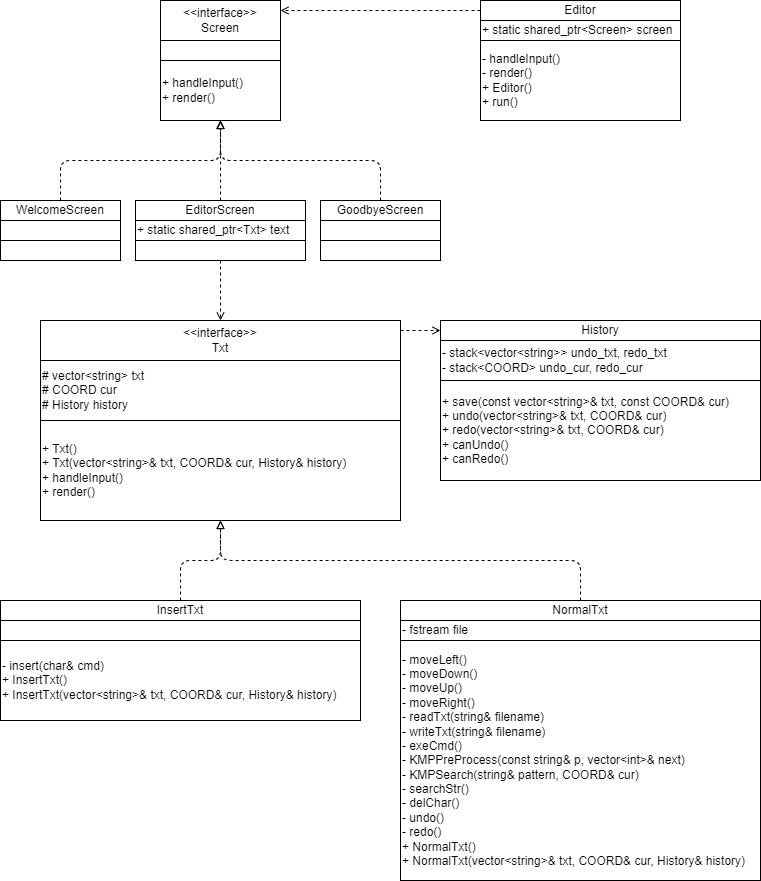 <<interface>>
Screen
+ handleInput()
+ render()
Editor
+ static shared_ptr<Screen> screen
- handleInput()
- render()
+ Editor()
+ run()
WelcomeScreen
EditorScreen
+ static shared_ptr<Txt> text
GoodbyeScreen
<<interface>>
Txt
# vector<string> txt
# COORD cur
# History history
+ Txt()
+ Txt(vector<string>& txt, COORD& cur, History& history)
+ handleInput()
+ render()
History
- stack<vector<string>> undo_txt, redo_txt
- stack<COORD> undo_cur, redo_cur
+ save(const vector<string>& txt, const COORD& cur)
+ undo(vector<string>& txt, COORD& cur)
+ redo(vector<string>& txt, COORD& cur)
+ canUndo()
+ canRedo()
InsertTxt
- insert(char& cmd)
+ InsertTxt()
+ InsertTxt(vector<string>& txt, COORD& cur, History& history)
NormalTxt
- fstream file
- moveLeft()
- moveDown()
- moveUp()
- moveRight()
- readTxt(string& filename)
- writeTxt(string& filename)
- exeCmd()
- KMPPreProcess(const string& p, vector<int>& next)
- KMPSearch(string& pattern, COORD& cur)
- searchStr()
- delChar()
- undo()
- redo()
+ NormalTxt()
+ NormalTxt(vector<string>& txt, COORD& cur, History& history)